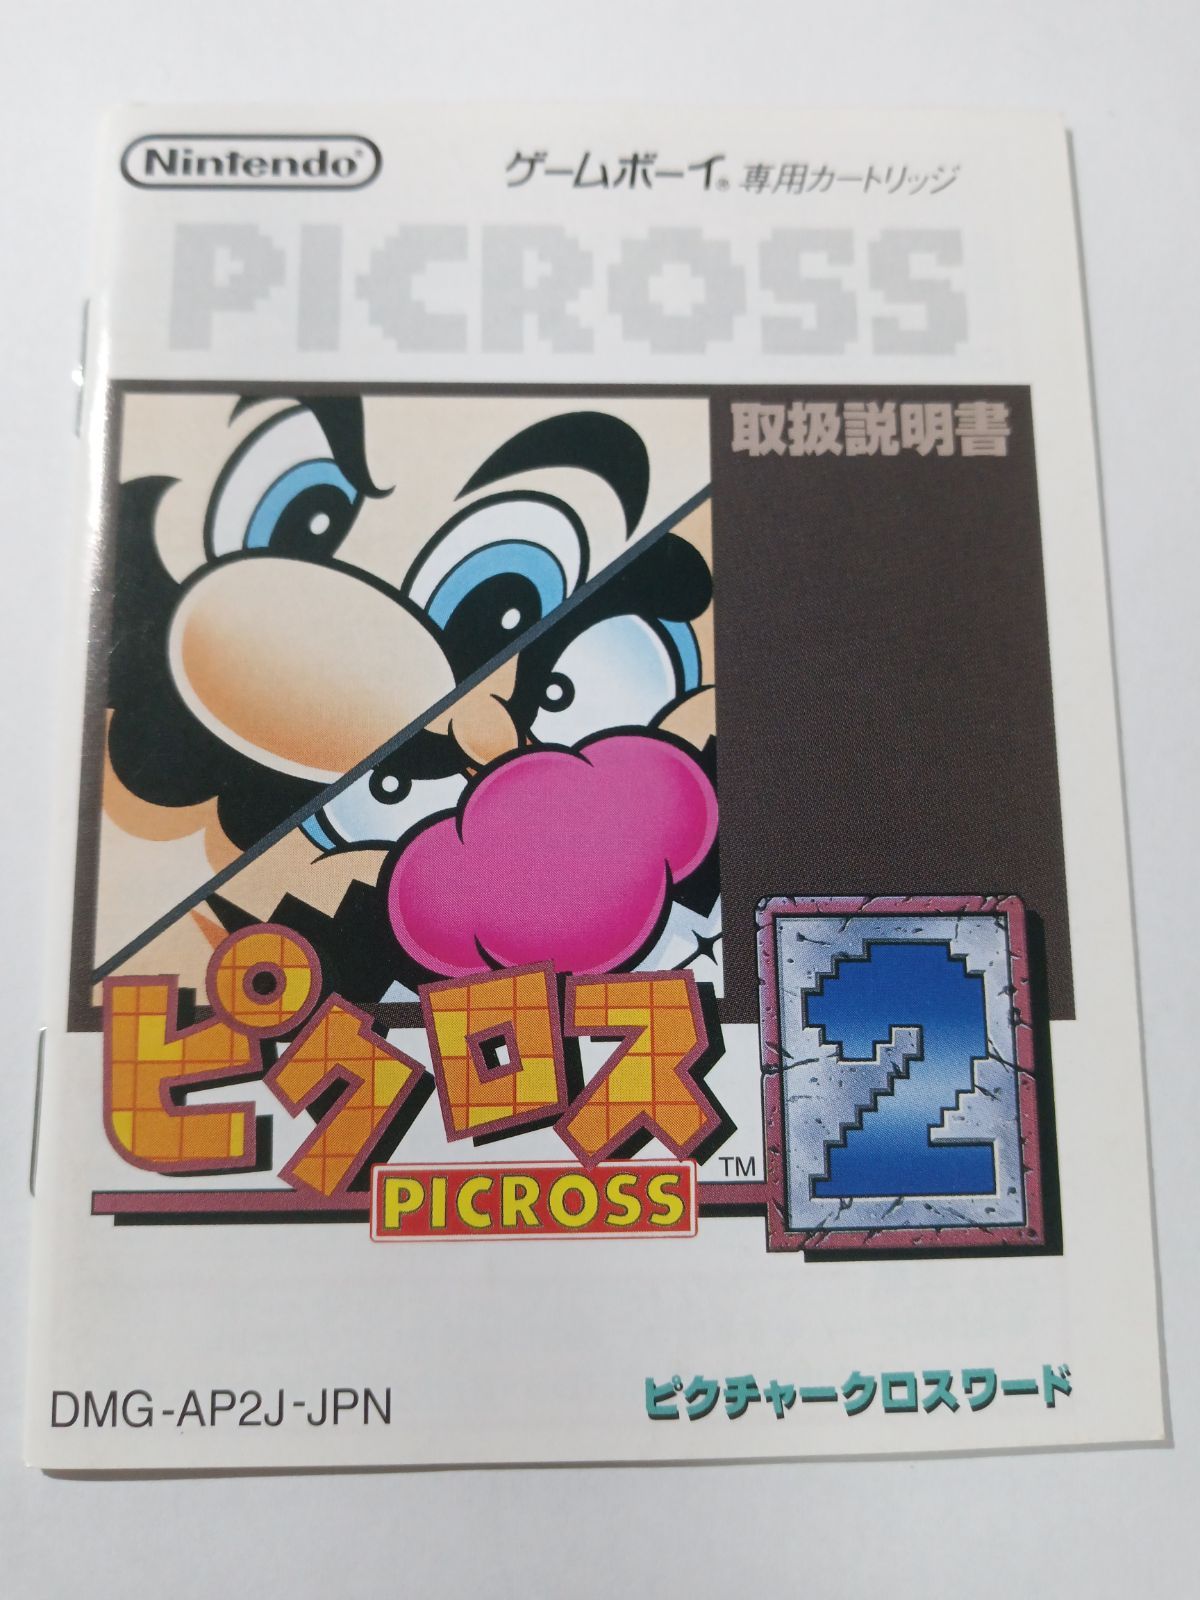 Nintendo®
ゲームボーイ® 専用カートリッジ
PICROSS
取扱説明書
ピクロス
2
PICROSS
TM
DMG-AP2J-JPN
ピクチャークロスワード